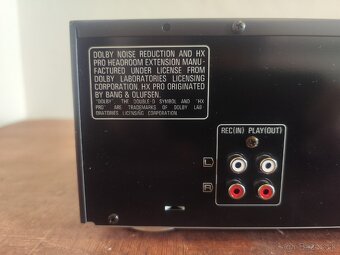 DOLBY NOISE REDUCTION AND HX
PRO HEADROOM EXTENSION MANU-
FACTURED UNDER LICENSE FROM
DOLBY LABORATORIES LICENSING
CORPORATION. HX PRO ORIGINATED
BY BANG & OLUFSEN.
"DOLBY", THE DOUBLE-D SYMBOL AND "HX
PRO" ARE TRADEMARKS OF DOLBY LAB-
ORATORIES LICENSING CORPORATION.
REC(IN) PLAY(OUT)
L
R